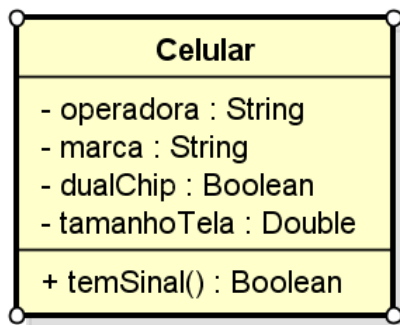 Celular
- operadora : String
- marca : String
- dualChip : Boolean
- tamanhoTela : Double
+ temSinal() : Boolean